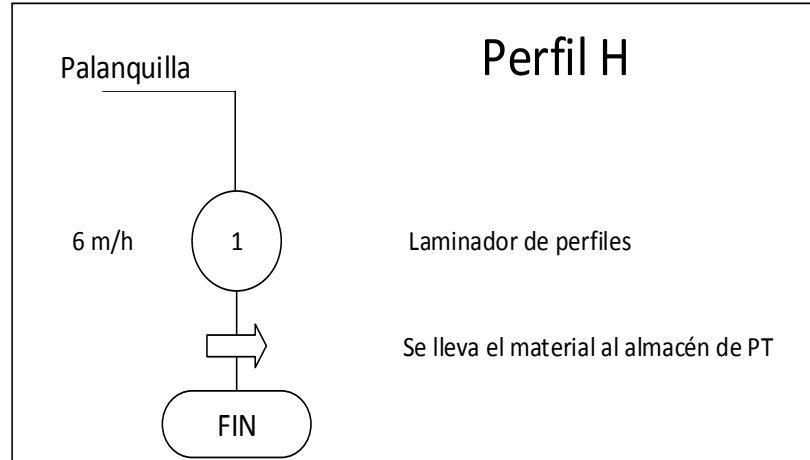 Perfil H
Palanquilla
6 m/h
1
Laminador de perfiles
Se lleva el material al almacén de PT
FIN